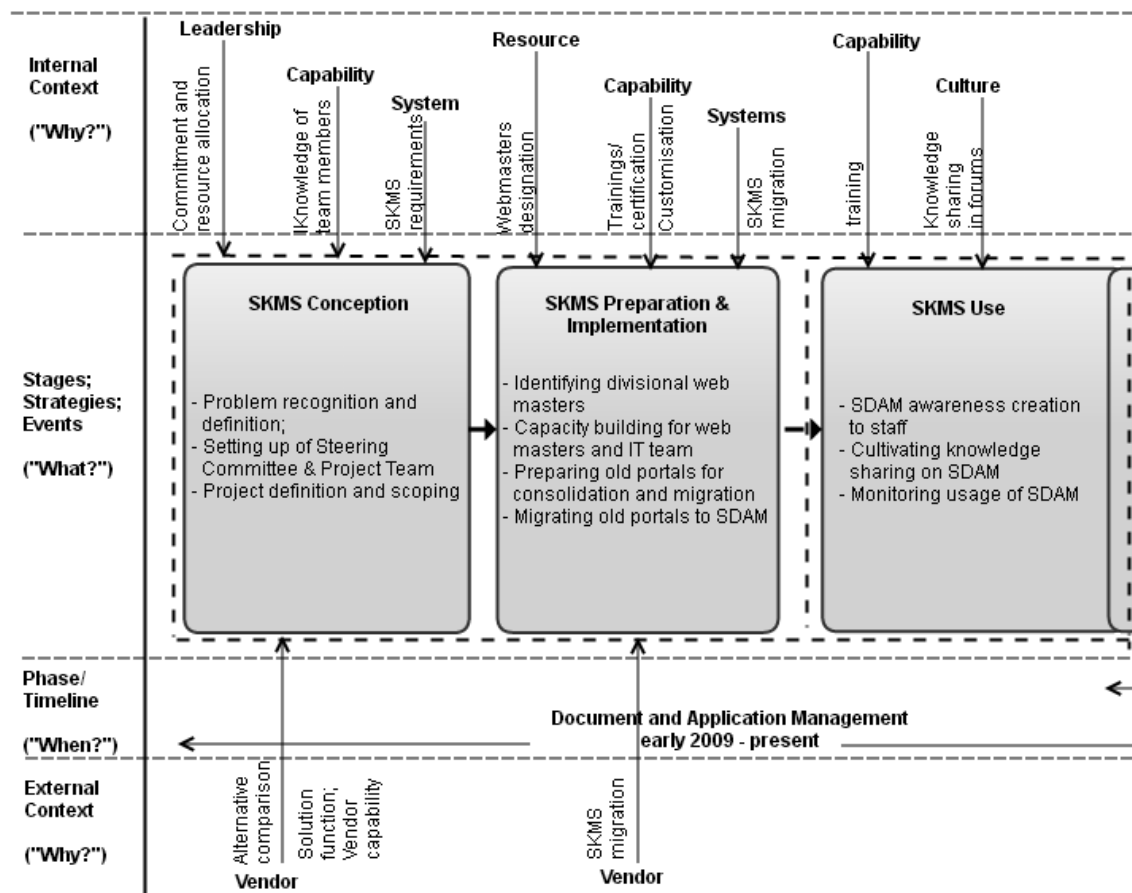 Leadership
Resource
Capability
Internal
Context
("Why?")
Capability
Culture
Capability
System
Capability
Systems
Commitment and
resource allocation
IKnowledge of
team members
SKMS
requirements
Webmasters
designation
Trainings/
certification
Customisation
SKMS
migration
training
Knowledge
sharing
in forums
Stages;
Strategies;
Events
("What?")
SKMS Conception
- Problem recognition and
definition;
- Setting up of Steering
Committee & Project Team
- Project definition and scoping
SKMS Preparation &
Implementation
- Identifying divisional web
masters
- Capacity building for web
masters and IT team
- Preparing old portals for
consolidation and migration
- Migrating old portals to SDAM
SKMS Use
- SDAM awareness creation
to staff
- Cultivating knowledge
sharing on SDAM
- Monitoring usage of SDAM
Phase/
Timeline
("When?")
Document and Application Management
early 2009 - present
External
Context
("Why?")
Alternative
comparison
Solution
function;
Vendor
capability
Vendor
SKMS
migration
Vendor